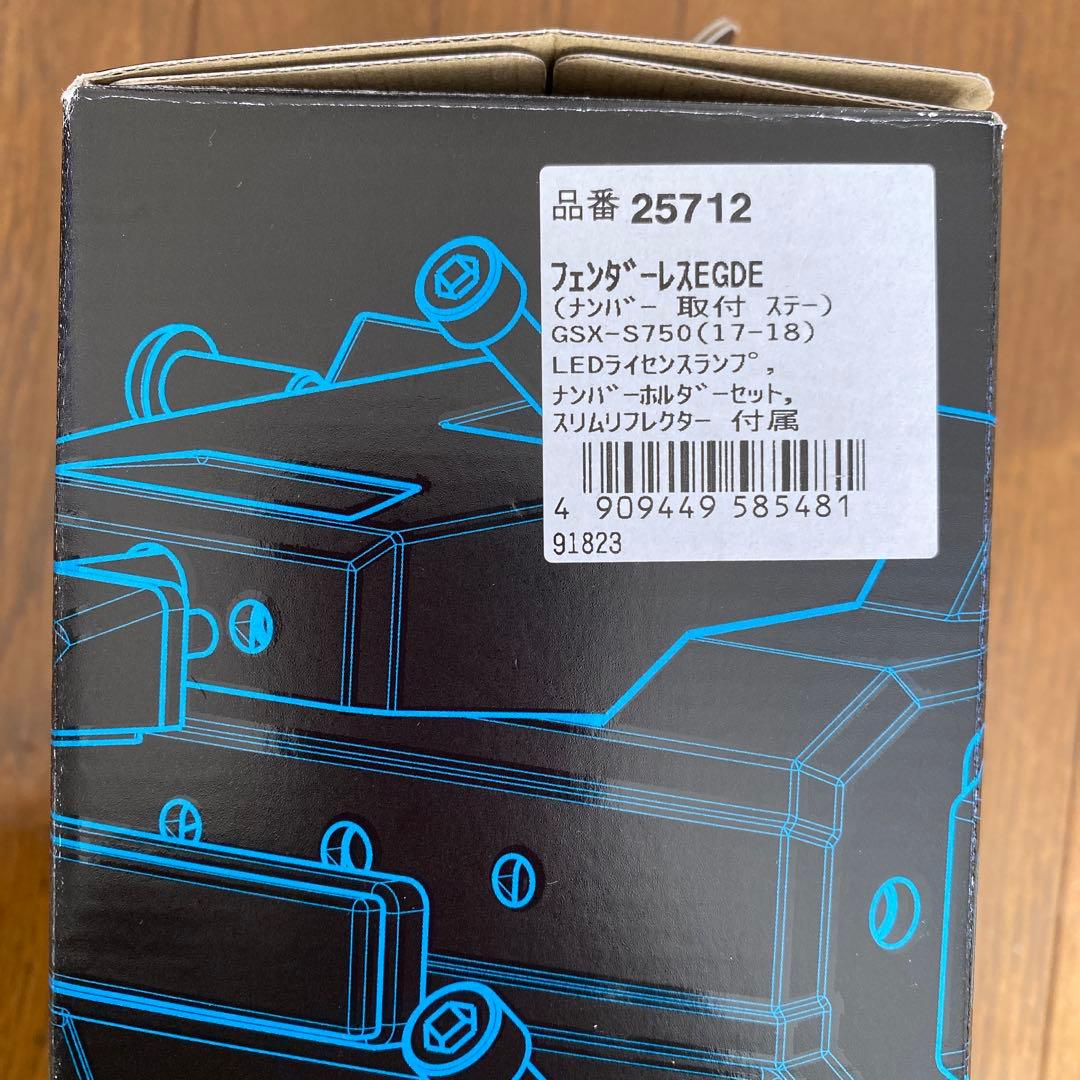 品番 25712
フェンダーレスEGDE
(ナンバー 取付 ステー)
GSX-S750(17-18)
LEDライセンスランプ,
ナンバーホルダーセット,
スリムリフレクター 付属
4 909449 585481
91823